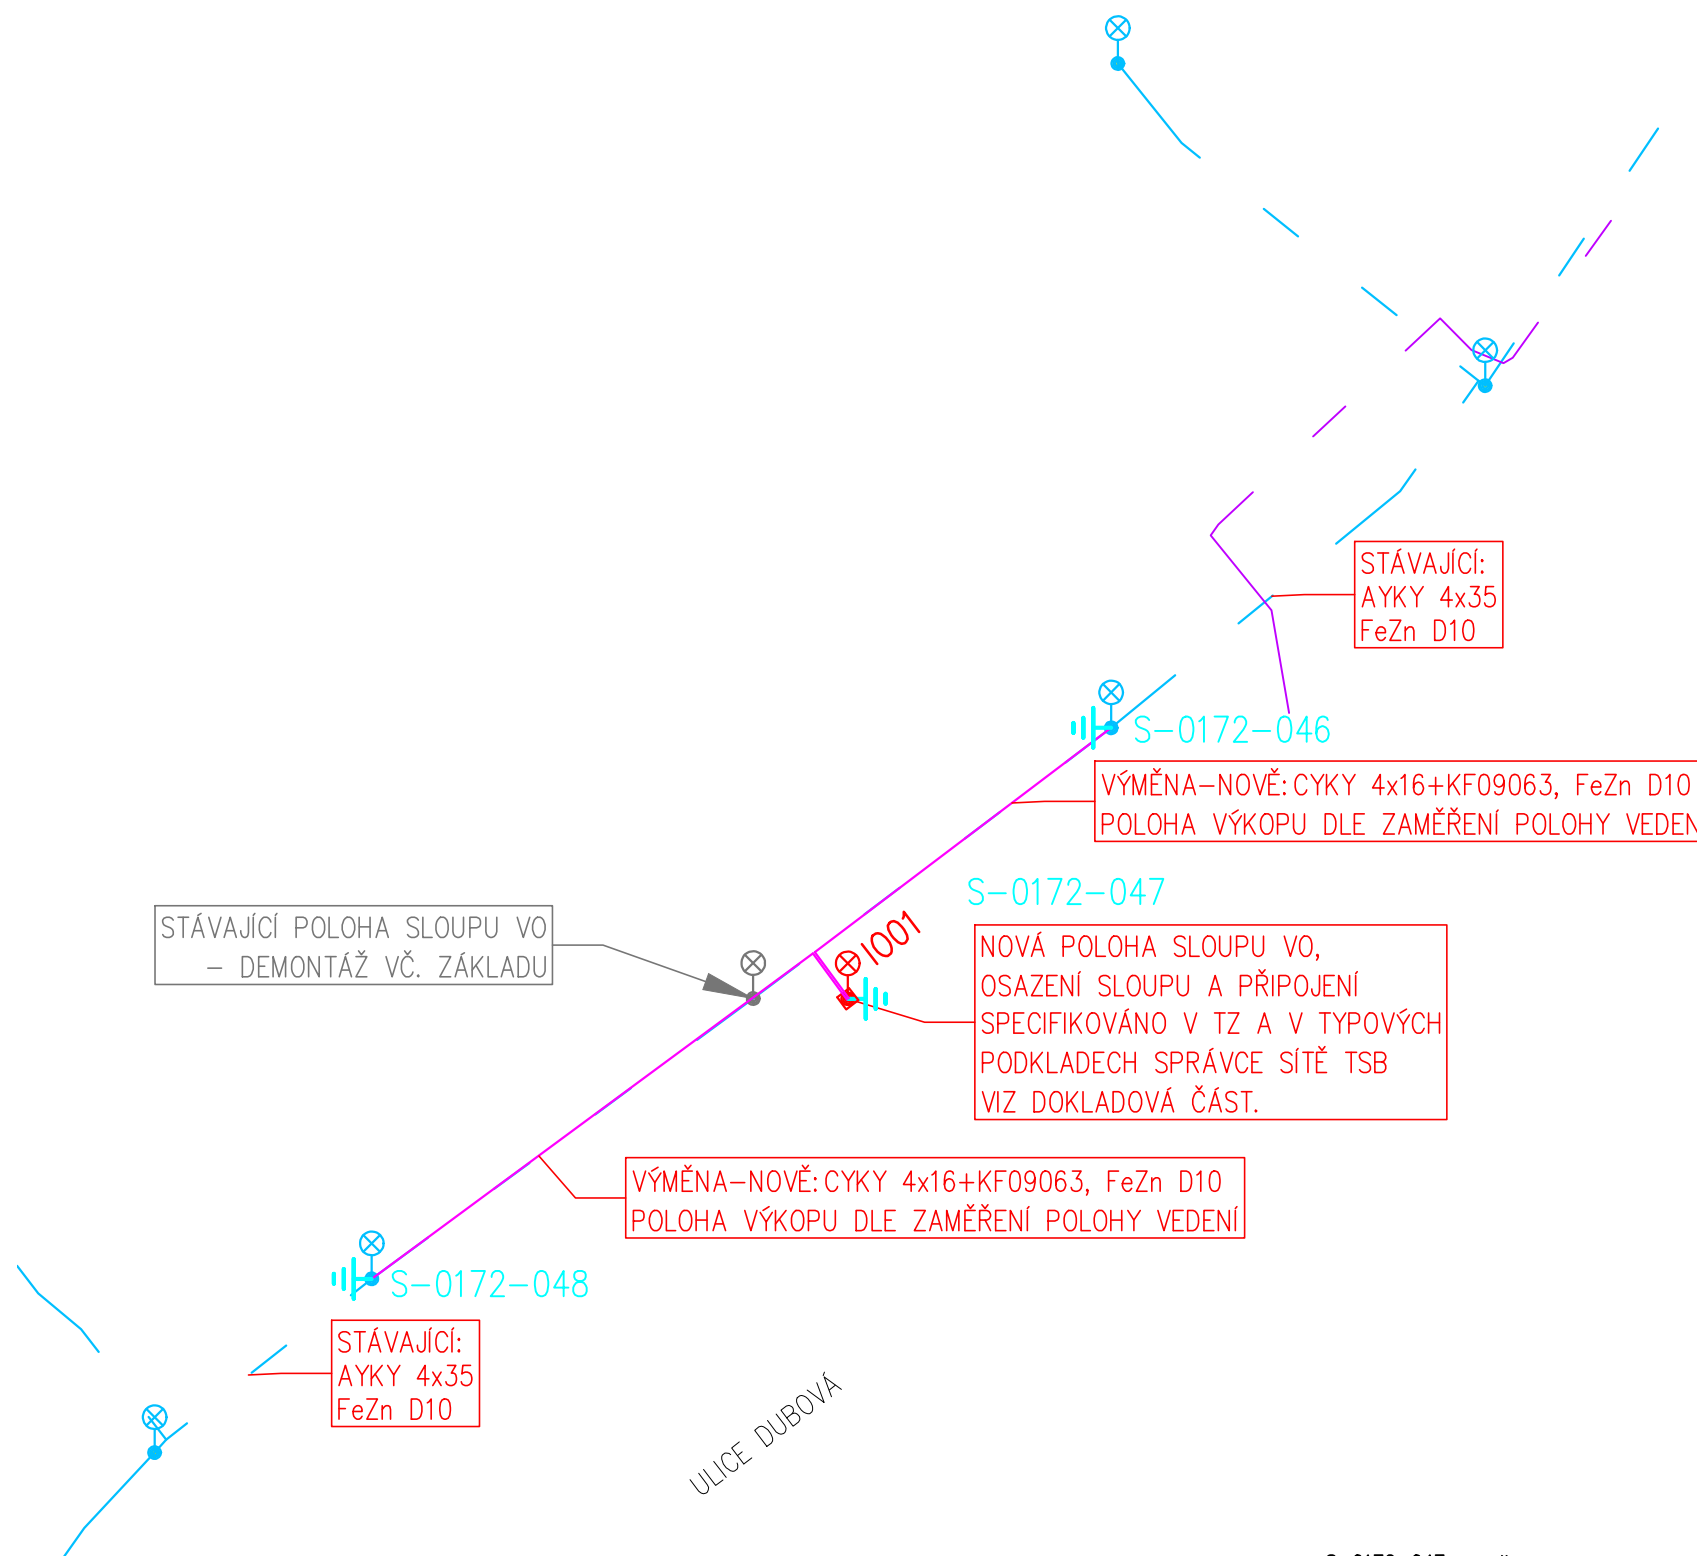 STÁVAJÍCÍ:
AYKY 4x35
FeZn D10
S-0172-046
VÝMĚNA-NOVĚ: CYKY 4x16+KF09063, FeZn D10
POLOHA VÝKOPU DLE ZAMĚŘENÍ POLOHY VEDEN
S-0172-047
I001
STÁVAJÍCÍ POLOHA SLOUPU VO
- DEMONTÁŽ VČ. ZÁKLADU
NOVÁ POLOHA SLOUPU VO,
OSAZENÍ SLOUPU A PŘIPOJENÍ
SPECIFIKOVÁNO V TZ A V TYPOVÝCH
PODKLADECH SPRÁVCE SÍTĚ TSB
VIZ DOKLADOVÁ ČÁST.
VÝMĚNA-NOVĚ: CYKY 4x16+KF09063, FeZn D10
POLOHA VÝKOPU DLE ZAMĚŘENÍ POLOHY VEDENÍ
S-0172-048
STÁVAJÍCÍ:
AYKY 4x35
FeZn D10
ULICE DUBOVÁ